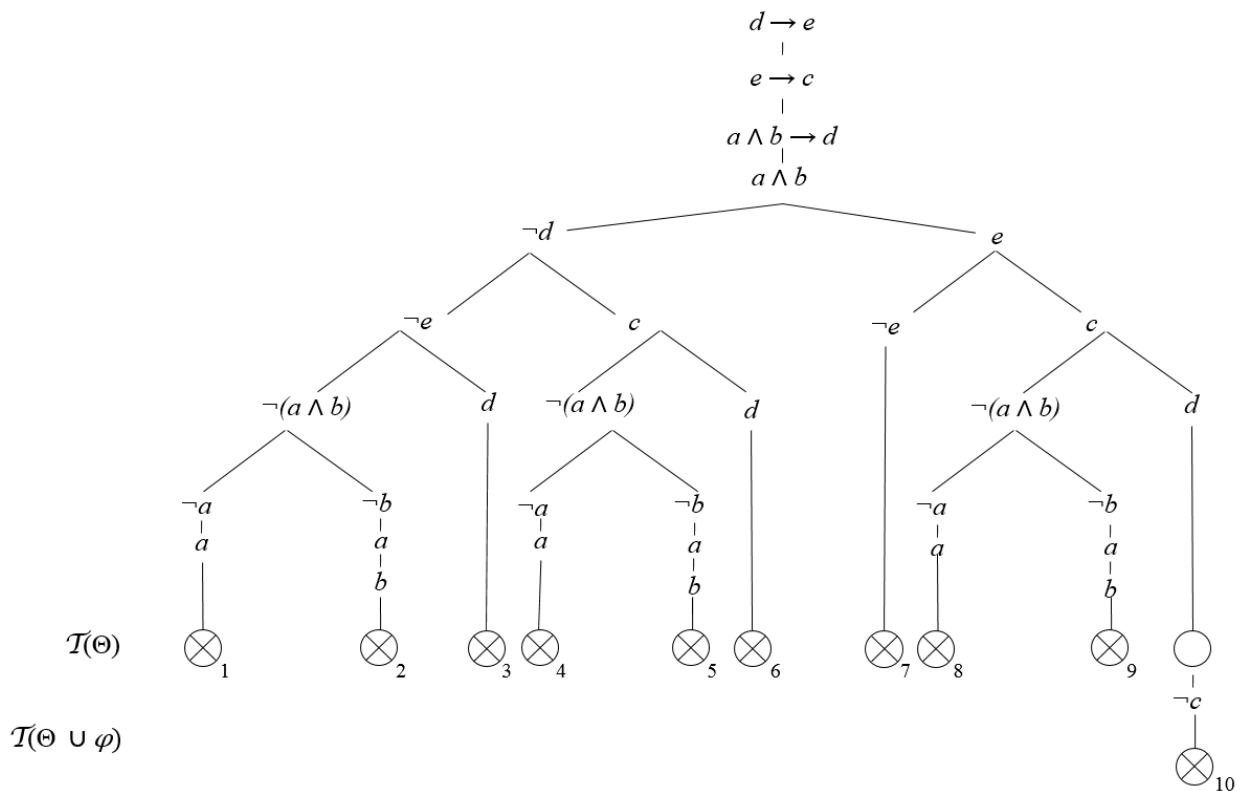 d → e
e → c
a ∧ b → d
a ∧ b
¬d e
¬e c ¬e c
¬(a ∧ b) d ¬(a ∧ b) d ¬(a ∧ b) d
¬a ¬b ¬a ¬b ¬a ¬b
a a a a a a
b b b
𝒯(Θ) 1 2 3 4 5 6 7 8 9
¬c
𝒯(Θ ∪ φ)
10